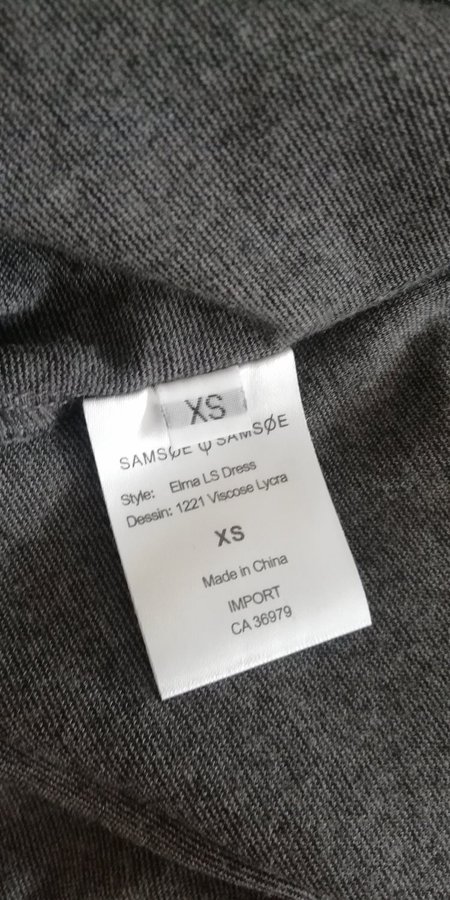 XS
SAMSØE ψ SAMSØE
Style: Elma LS Dress
Dessin: 1221 Viscose Lycra
XS
Made in China
IMPORT
CA 36979